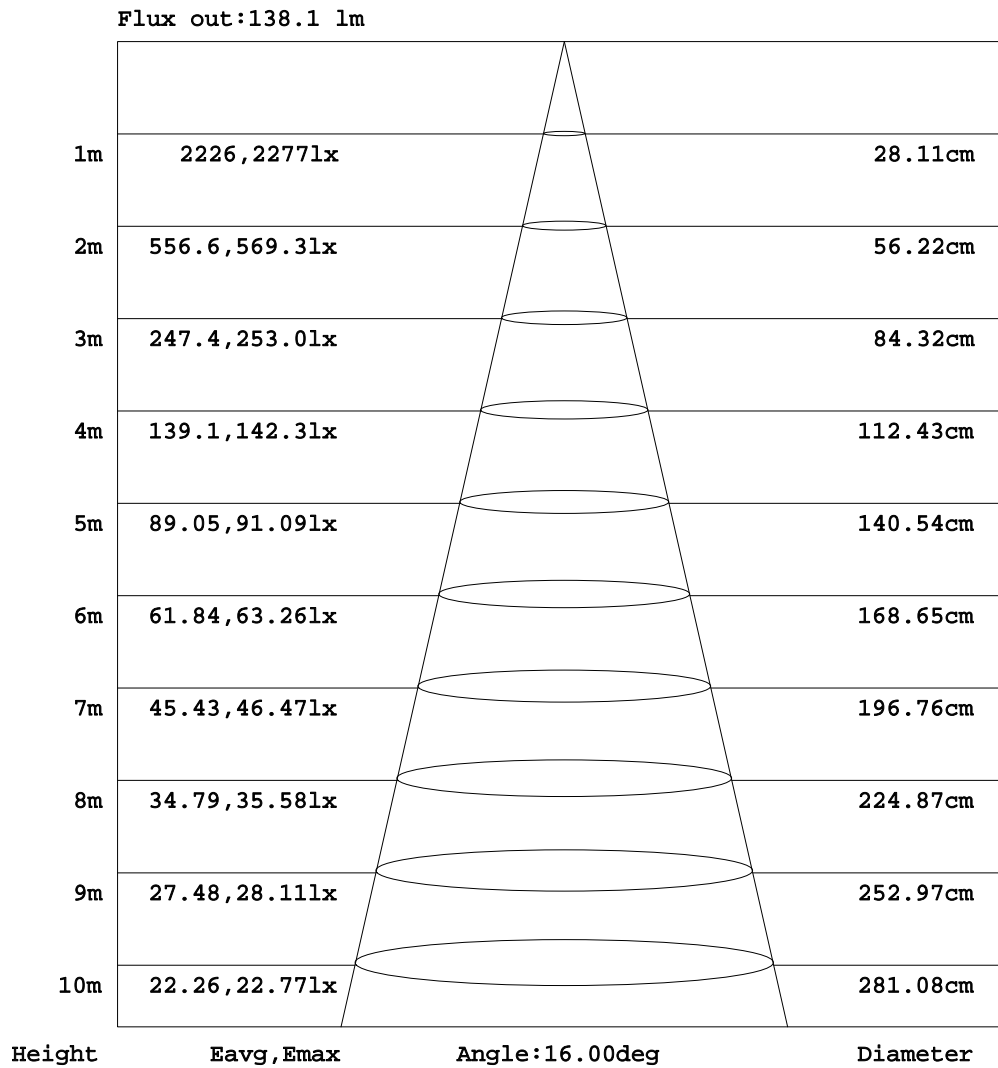 Flux out:138.1 lm
1m 2226,2277lx 28.11cm
2m 556.6,569.3lx 56.22cm
3m 247.4,253.0lx 84.32cm
4m 139.1,142.3lx 112.43cm
5m 89.05,91.09lx 140.54cm
6m 61.84,63.26lx 168.65cm
7m 45.43,46.47lx 196.76cm
8m 34.79,35.58lx 224.87cm
9m 27.48,28.11lx 252.97cm
10m 22.26,22.77lx 281.08cm
Height Eavg,Emax Angle:16.00deg Diameter